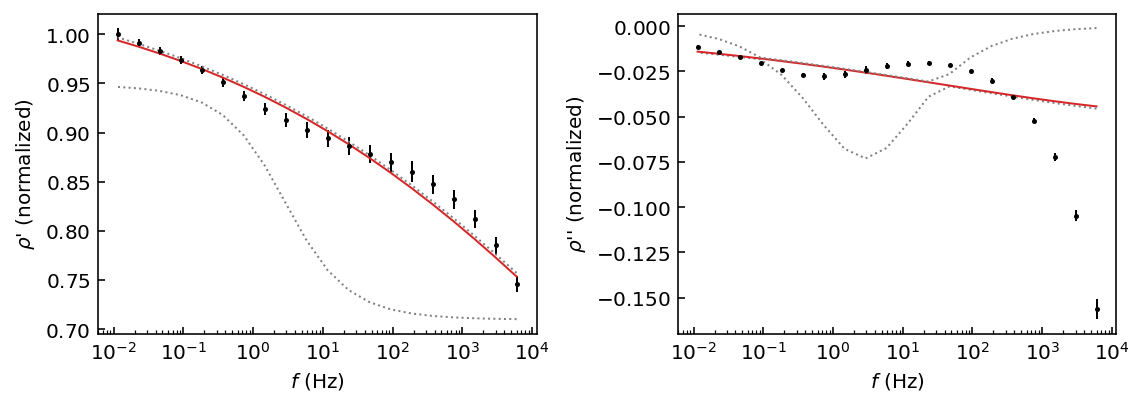 1.00
0.95
0.90
0.85
0.80
0.75
0.70
ρ' (normalized)
10⁻² 10⁻¹ 10⁰ 10¹ 10² 10³ 10⁴
f (Hz)
0.000
−0.025
−0.050
−0.075
−0.100
−0.125
−0.150
ρ'' (normalized)
10⁻² 10⁻¹ 10⁰ 10¹ 10² 10³ 10⁴
f (Hz)